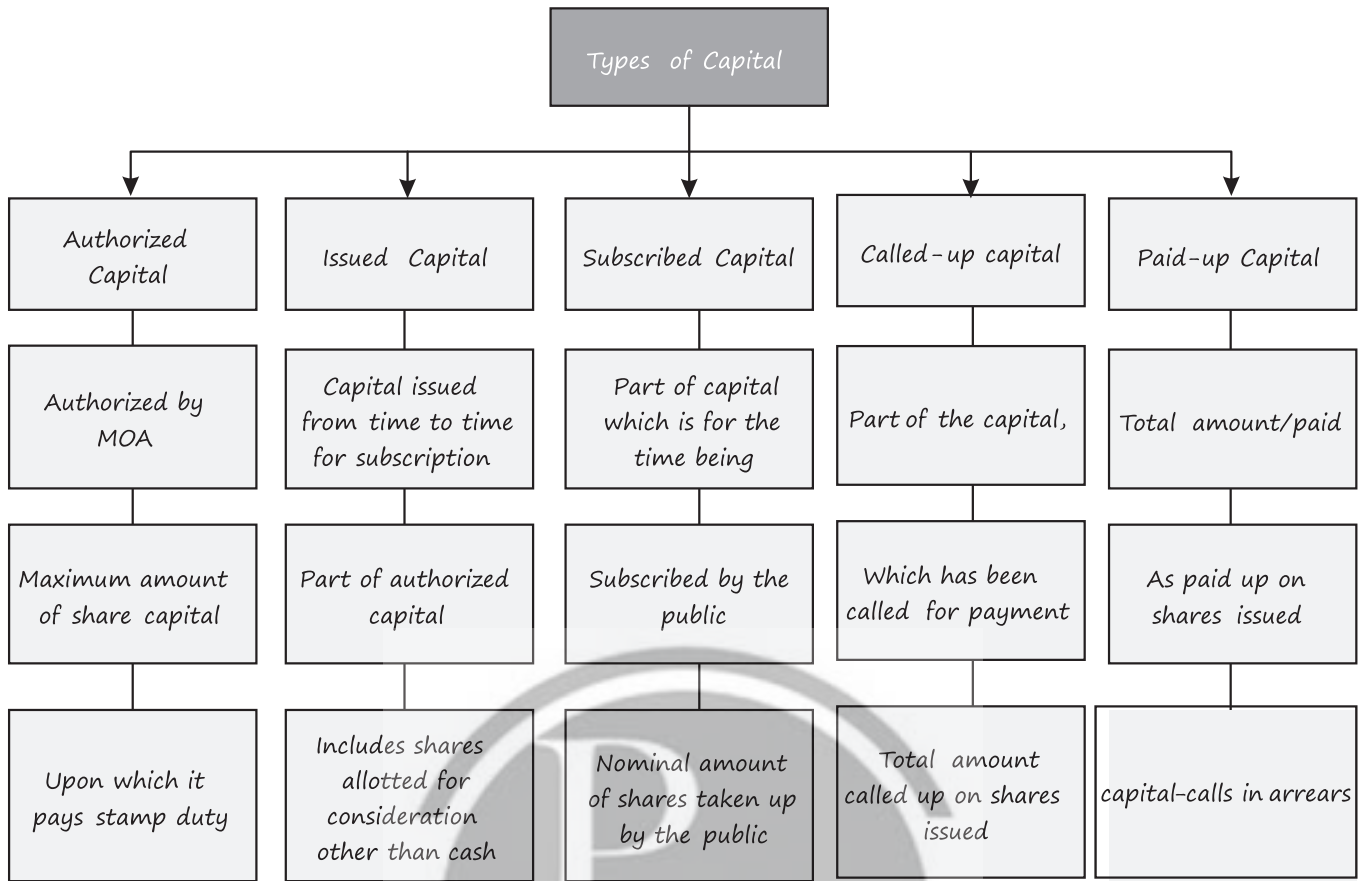 Types of Capital
Authorized
Capital
Issued Capital
Subscribed Capital
Called-up capital
Paid-up Capital
Authorized by
MOA
Capital issued
from time to time
for subscription
Part of capital
which is for the
time being
Part of the capital,
Total amount/paid
Maximum amount
of share capital
Part of authorized
capital
Subscribed by the
public
Which has been
called for payment
As paid up on
shares issued
Upon which it
pays stamp duty
Includes shares
allotted for
consideration
other than cash
Nominal amount
of shares taken up
by the public
Total amount
called up on shares
issued
capital-calls in arrears
P